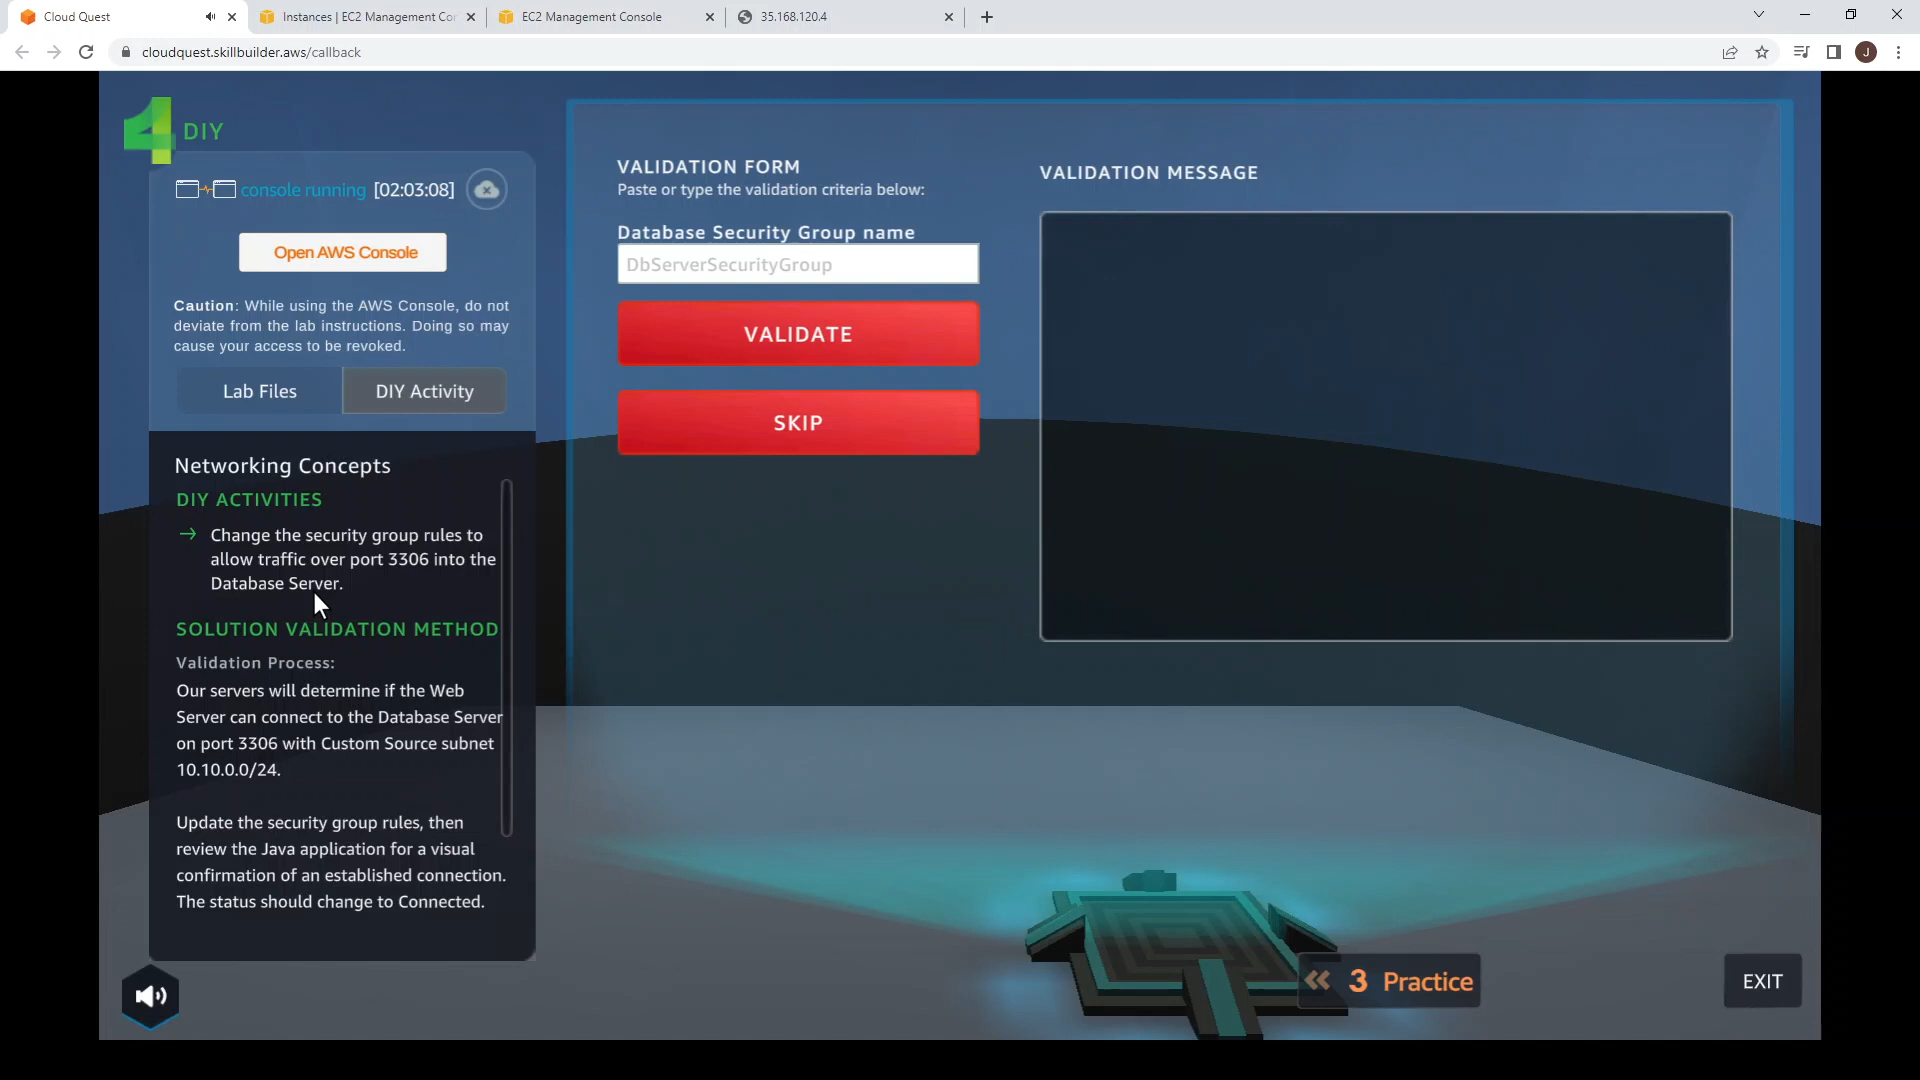 Cloud Quest
Instances | EC2 Management Cor
EC2 Management Console
35.168.120.4
cloudquest.skillbuilder.aws/callback
J
4 DIY
console running [02:03:08]
Open AWS Console
Caution: While using the AWS Console, do not
deviate from the lab instructions. Doing so may
cause your access to be revoked.
Lab Files
DIY Activity
Networking Concepts
DIY ACTIVITIES
→ Change the security group rules to
allow traffic over port 3306 into the
Database Server.
SOLUTION VALIDATION METHOD
Validation Process:
Our servers will determine if the Web
Server can connect to the Database Server
on port 3306 with Custom Source subnet
10.10.0.0/24.
Update the security group rules, then
review the Java application for a visual
confirmation of an established connection.
The status should change to Connected.
VALIDATION FORM
Paste or type the validation criteria below:
Database Security Group name
DbServerSecurityGroup
VALIDATE
SKIP
VALIDATION MESSAGE
3 Practice
EXIT